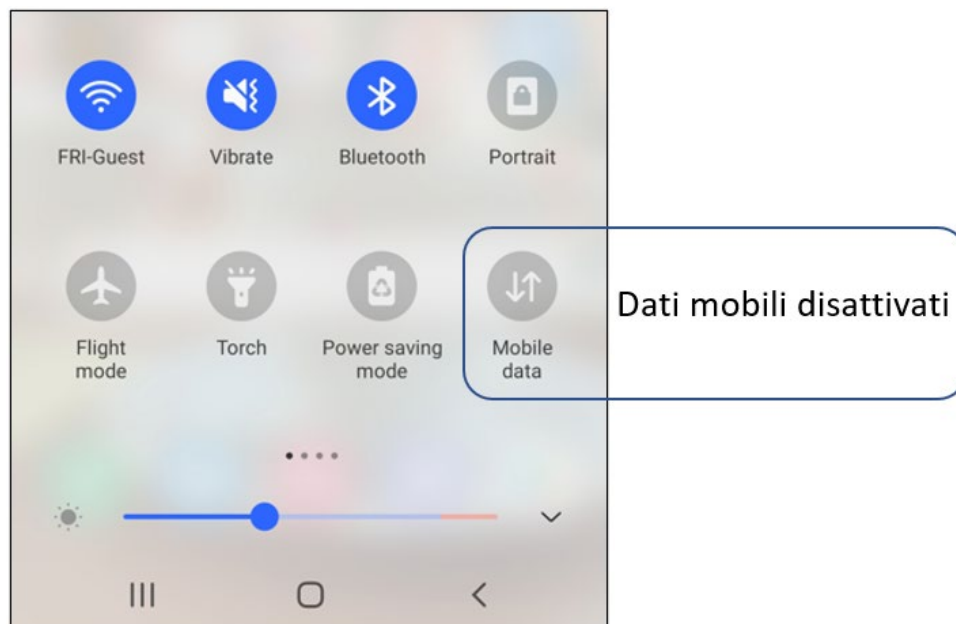 FRI-Guest
Vibrate
Bluetooth
Portrait
Flight
mode
Torch
Power saving
mode
Mobile
data
Dati mobili disattivati